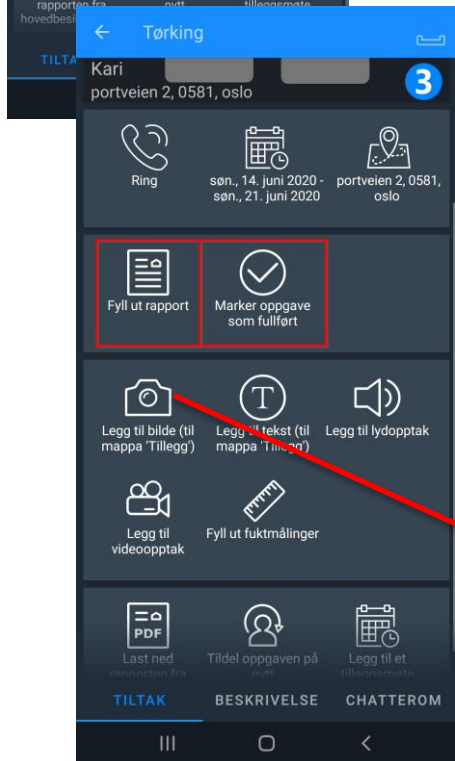 rapporten fra nytt tilleggsmøte
hovedbesi
TILTA
Tørking
3
Kari
portveien 2, 0581, oslo
Ring
søn., 14. juni 2020 -
søn., 21. juni 2020
portveien 2, 0581,
oslo
Fyll ut rapport
Marker oppgave
som fullført
Legg til bilde (til
mappa 'Tillegg')
Legg til tekst (til
mappa 'Tillegg')
Legg til lydopptak
Legg til
videoopptak
Fyll ut fuktmålinger
PDF
Last ned
rapporten fra
Tildel oppgaven på
nytt
Legg til et
tilleggsmøte
TILTAK BESKRIVELSE CHATTEROM